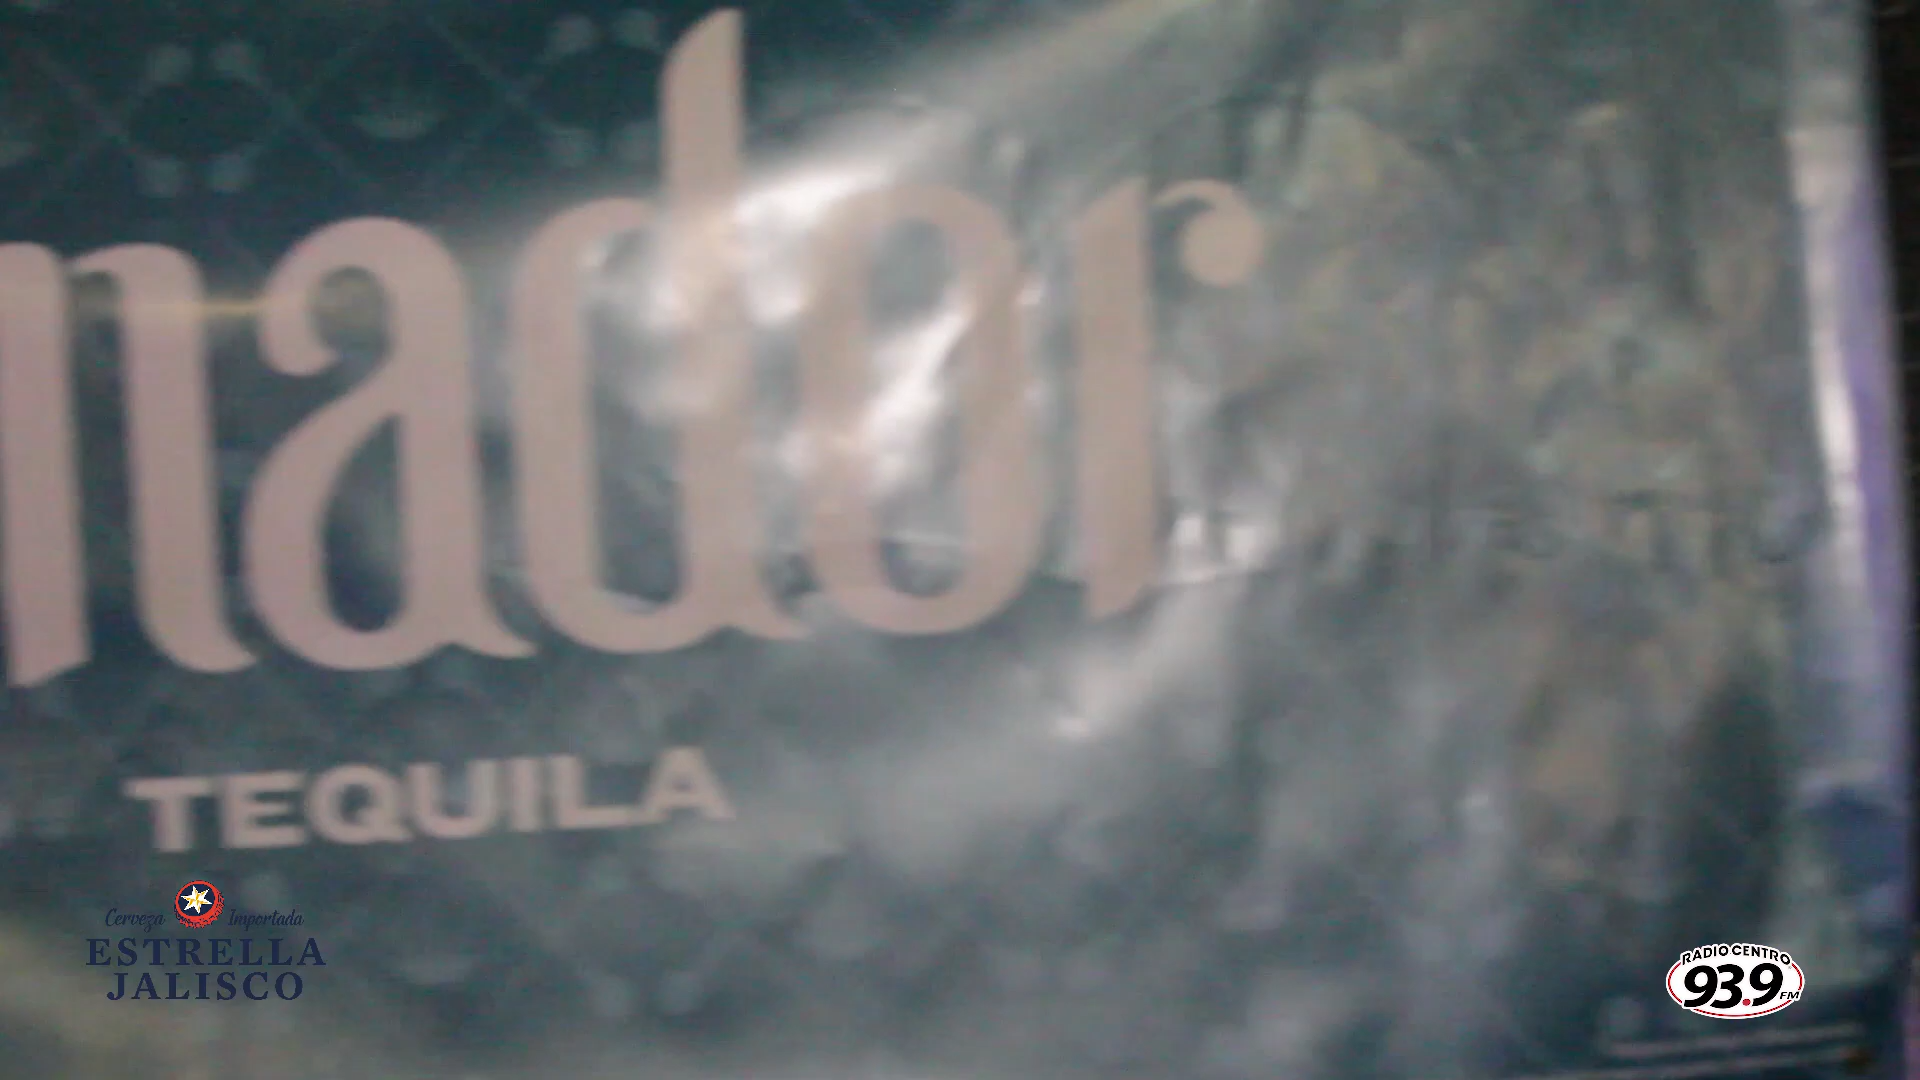 nador
TEQUILA
Cerveza Importada
ESTRELLA
JALISCO
RADIO CENTRO
93.9 FM